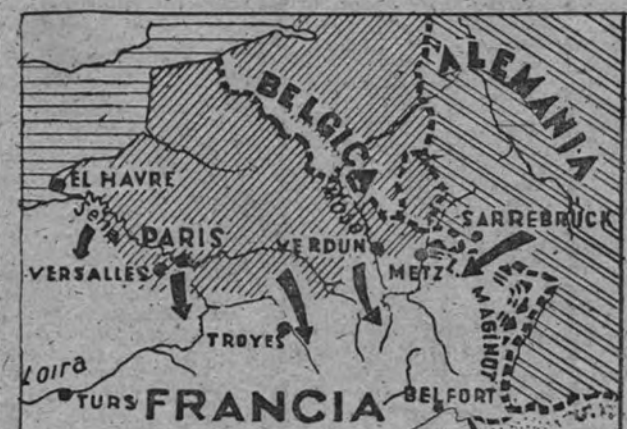 ALEMANIA
BELGICA
EL HAVRE
Sena
PARIS
VERDUN
SARREBRUCK
VERSALLES
METZ
MAGINOT
TROYES
Loira
TURS
FRANCIA
BELFORT